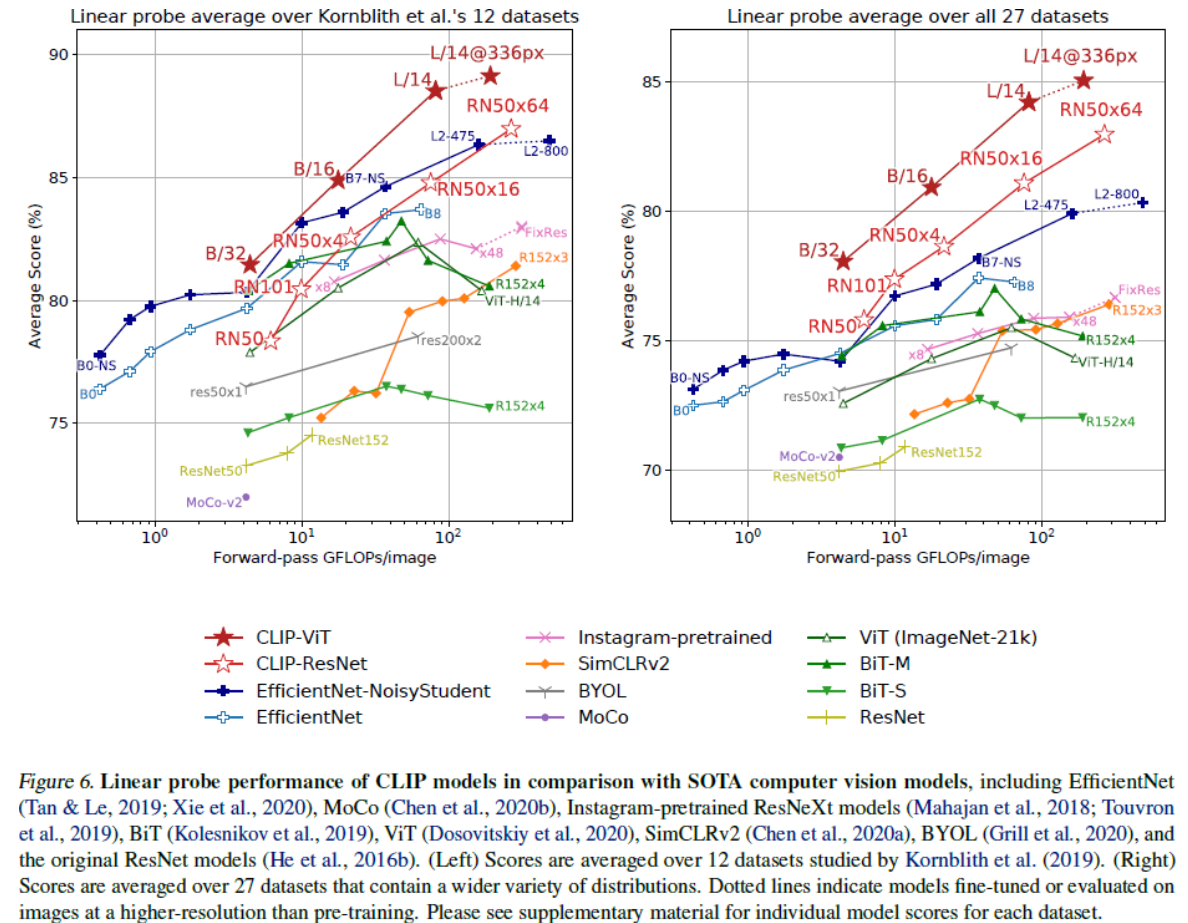 Linear probe average over Kornblith et al.'s 12 datasets
90
85
80
75
Average Score (%)
L/14@336px
L/14
RN50x64
L2-475
L2-800
B/16
B7-NS
RN50x16
B8
RN50x4
FixRes
x48
B/32
R152x3
RN101
x8
R152x4
ViT-H/14
RN50
res200x2
B0-NS
B0
res50x1
R152x4
ResNet152
ResNet50
MoCo-v2
10⁰
10¹
10²
Forward-pass GFLOPs/image
Linear probe average over all 27 datasets
85
80
75
70
Average Score (%)
L/14@336px
L/14
RN50x64
RN50x16
B/16
L2-800
L2-475
RN50x4
B/32
B7-NS
RN101
B8
FixRes
R152x3
RN50
x48
x8
R152x4
ViT-H/14
B0-NS
B0
res50x1
R152x4
MoCo-v2
ResNet152
ResNet50
10⁰
10¹
10²
Forward-pass GFLOPs/image
CLIP-ViT
CLIP-ResNet
EfficientNet-NoisyStudent
EfficientNet
Instagram-pretrained
SimCLRv2
BYOL
MoCo
ViT (ImageNet-21k)
BiT-M
BiT-S
ResNet
Figure 6. Linear probe performance of CLIP models in comparison with SOTA computer vision models, including EfficientNet
(Tan & Le, 2019; Xie et al., 2020), MoCo (Chen et al., 2020b), Instagram-pretrained ResNeXt models (Mahajan et al., 2018; Touvron
et al., 2019), BiT (Kolesnikov et al., 2019), ViT (Dosovitskiy et al., 2020), SimCLRv2 (Chen et al., 2020a), BYOL (Grill et al., 2020), and
the original ResNet models (He et al., 2016b). (Left) Scores are averaged over 12 datasets studied by Kornblith et al. (2019). (Right)
Scores are averaged over 27 datasets that contain a wider variety of distributions. Dotted lines indicate models fine-tuned or evaluated on
images at a higher-resolution than pre-training. Please see supplementary material for individual model scores for each dataset.